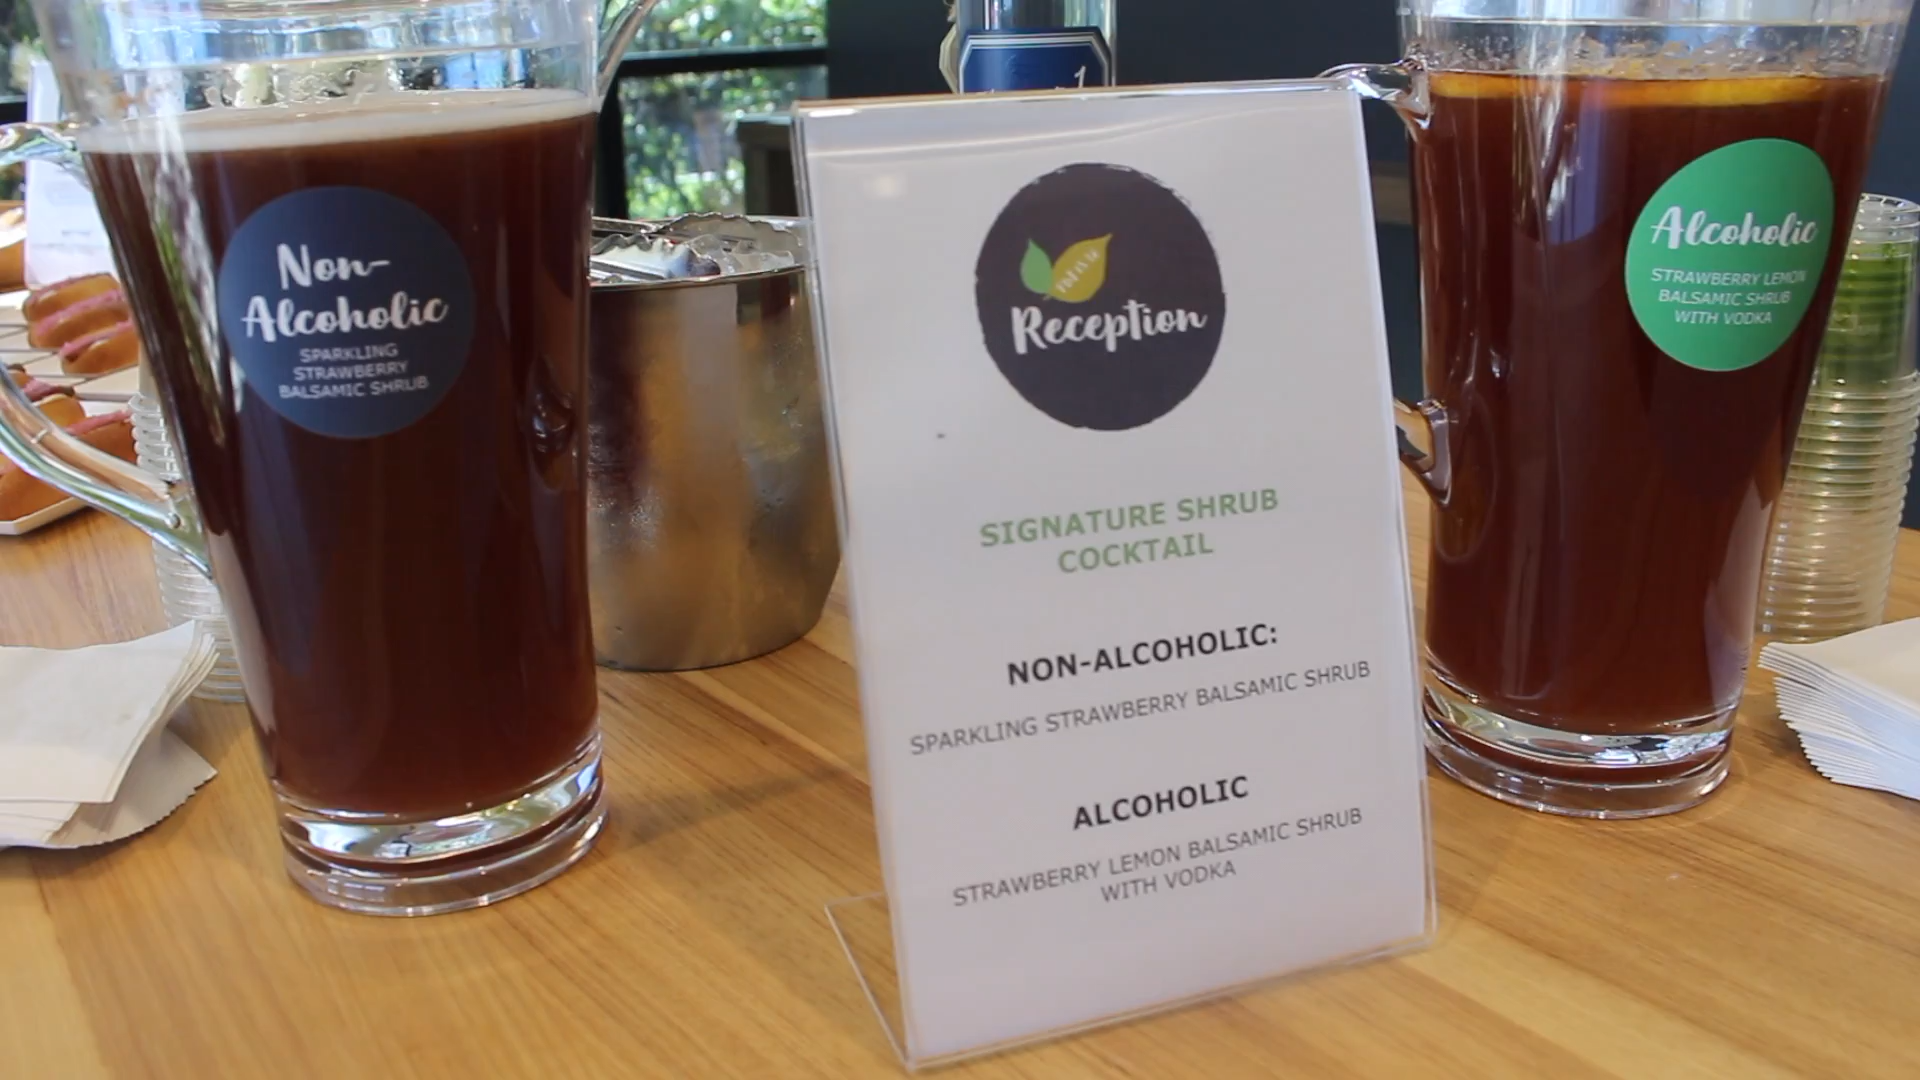 Non-
Alcoholic
SPARKLING
STRAWBERRY
BALSAMIC SHRUB
Reception
SIGNATURE SHRUB
COCKTAIL
NON-ALCOHOLIC:
SPARKLING STRAWBERRY BALSAMIC SHRUB
ALCOHOLIC
STRAWBERRY LEMON BALSAMIC SHRUB
WITH VODKA
Alcoholic
STRAWBERRY LEMON
BALSAMIC SHRUB
WITH VODKA